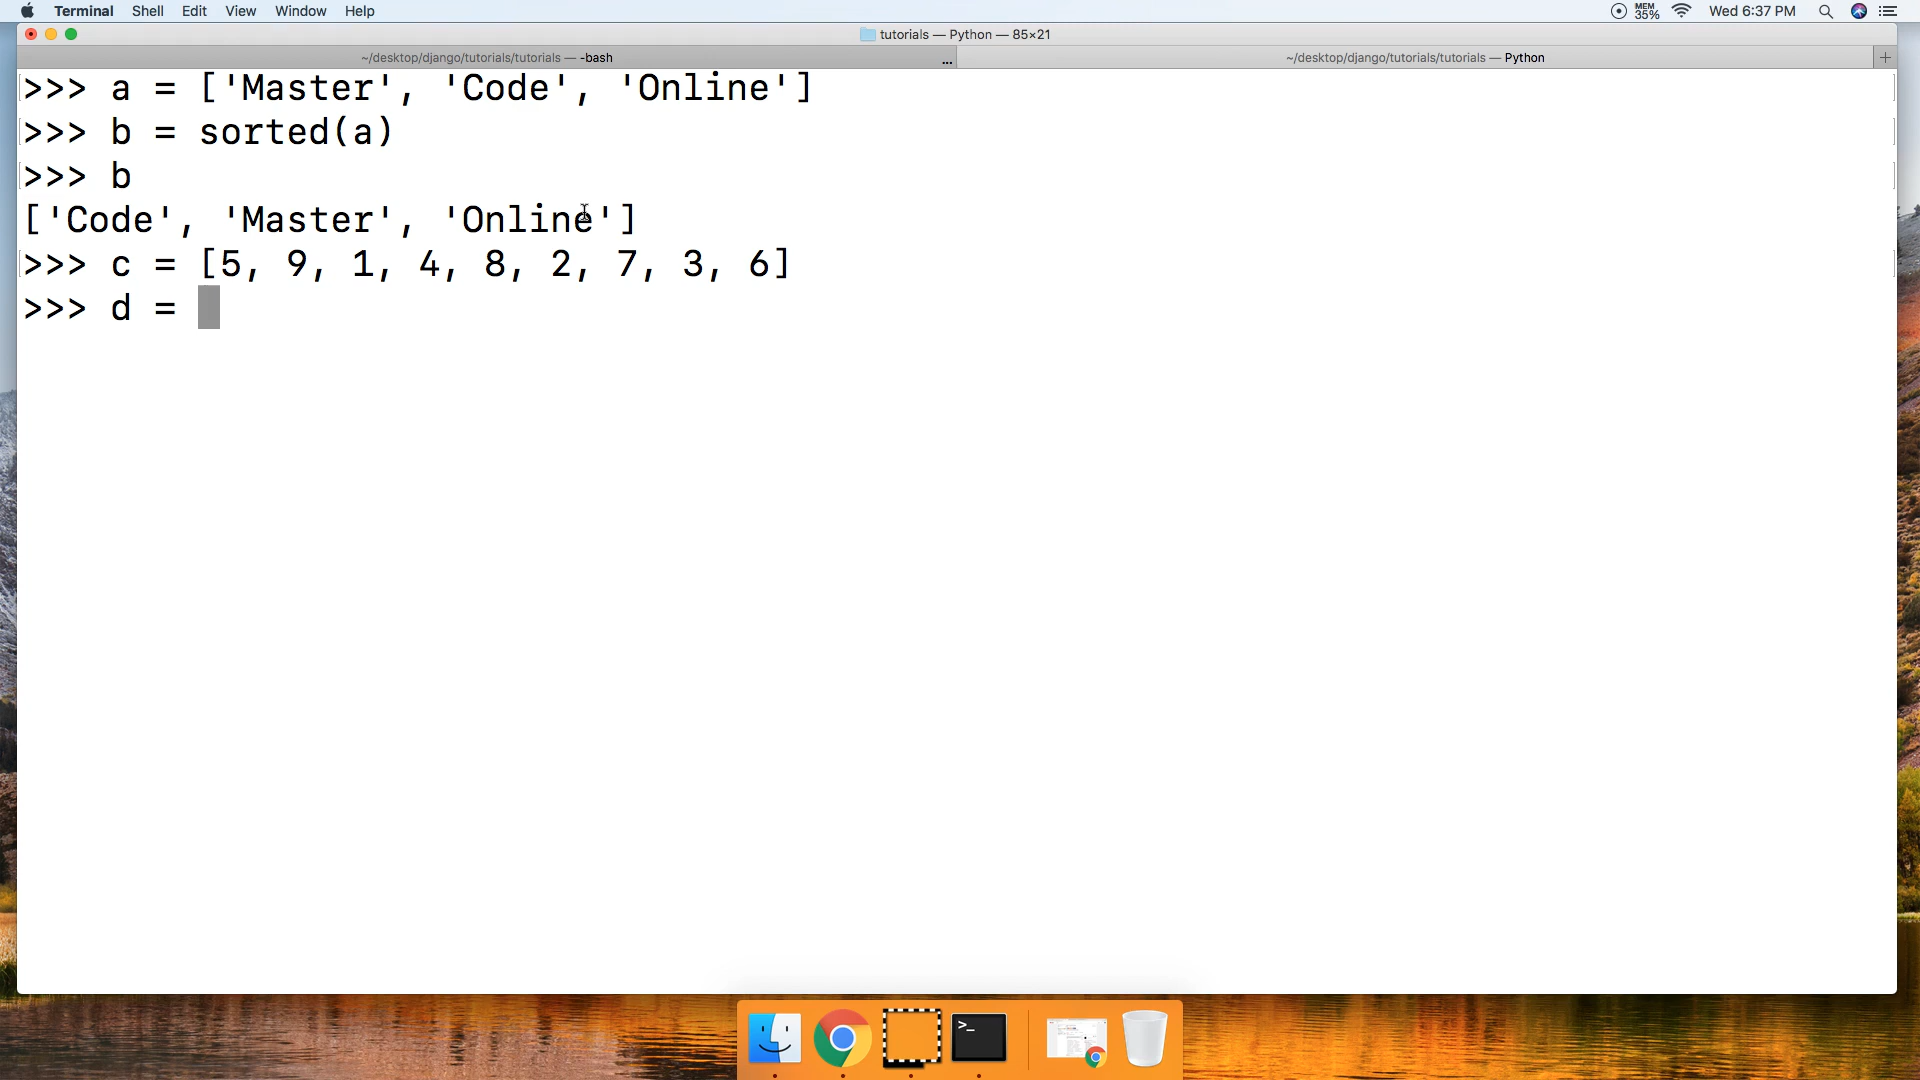 Terminal Shell Edit View Window Help MEM 35% Wed 6:37 PM
tutorials — Python — 85×21
~/desktop/django/tutorials/tutorials — -bash ... ~/desktop/django/tutorials/tutorials — Python +
>>> a = ['Master', 'Code', 'Online']
>>> b = sorted(a)
>>> b
['Code', 'Master', 'Online']
>>> c = [5, 9, 1, 4, 8, 2, 7, 3, 6]
>>> d =
>_